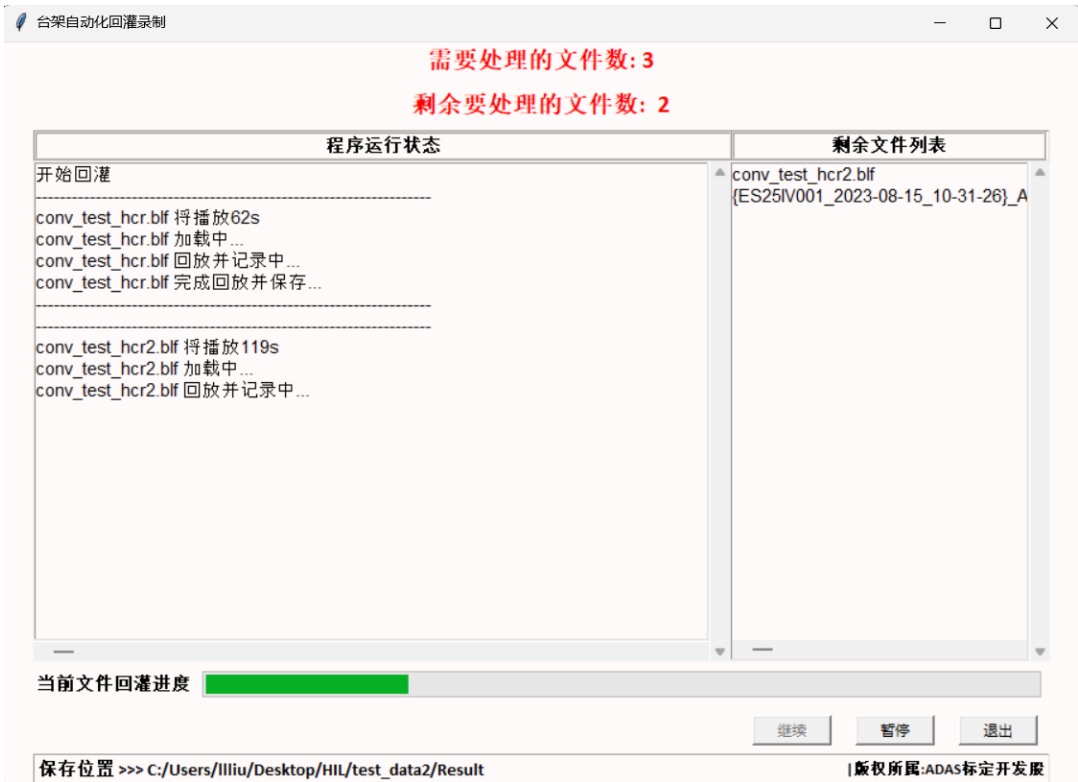 台架自动化回灌录制
需要处理的文件数: 3
剩余要处理的文件数: 2
程序运行状态
剩余文件列表
开始回灌
------------------------------------------------------------------
conv_test_hcr.blf 将播放62s
conv_test_hcr.blf 加载中...
conv_test_hcr.blf 回放并记录中...
conv_test_hcr.blf 完成回放并保存...
------------------------------------------------------------------
------------------------------------------------------------------
conv_test_hcr2.blf 将播放119s
conv_test_hcr2.blf 加载中...
conv_test_hcr2.blf 回放并记录中...
conv_test_hcr2.blf
{ES25IV001_2023-08-15_10-31-26}_A
当前文件回灌进度
继续
暂停
退出
保存位置 >>> C:/Users/llliu/Desktop/HIL/test_data2/Result
|版权所属:ADAS标定开发股